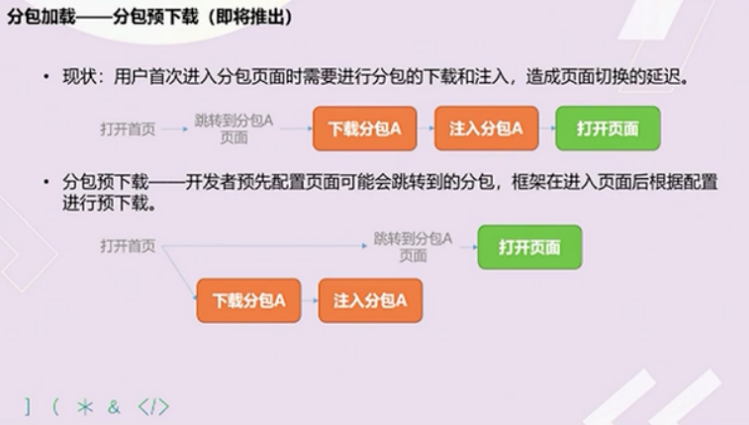 分包加载——分包预下载（即将推出）
• 现状：用户首次进入分包页面时需要进行分包的下载和注入，造成页面切换的延迟。
打开首页
跳转到分包A
页面
下载分包A
注入分包A
打开页面
• 分包预下载——开发者预先配置页面可能会跳转到的分包，框架在进入页面后根据配置
进行预下载。
打开首页
跳转到分包A
页面
打开页面
下载分包A
注入分包A
] ( * & </>